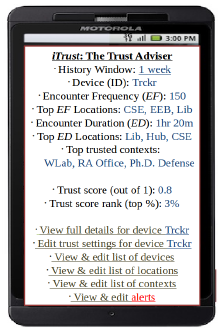 MOTOROLA
3:00 PM
iTrust: The Trust Adviser
· History Window: 1 week
· Device (ID): Trckr
· Encounter Frequency (EF): 150
· Top EF Locations: CSE, EEB, Lib
· Encounter Duration (ED): 1hr 20m
· Top ED Locations: Lib, Hub, CSE
· Top trusted contexts:
WLab, RA Office, Ph.D. Defense
· Trust score (out of 1): 0.8
· Trust score rank (top %): 3%
· View full details for device Trckr
· Edit trust settings for device Trckr
· View & edit list of devices
· View & edit list of locations
· View & edit list of contexts
· View & edit alerts